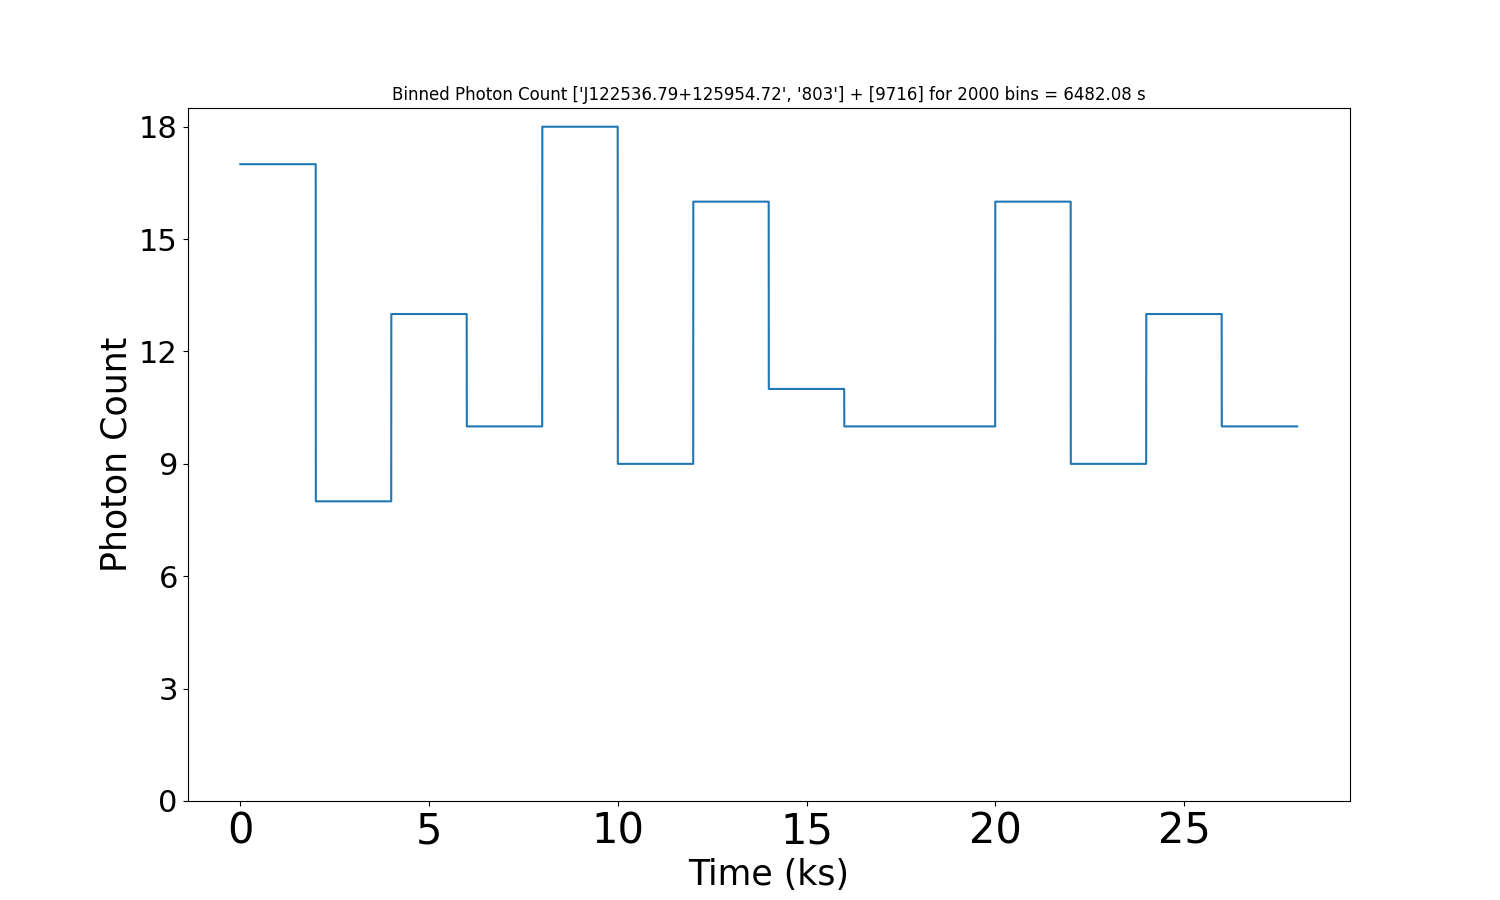 Binned Photon Count ['J122536.79+125954.72', '803'] + [9716] for 2000 bins = 6482.08 s
18
15
12
9
6
3
0
Photon Count
0 5 10 15 20 25
Time (ks)